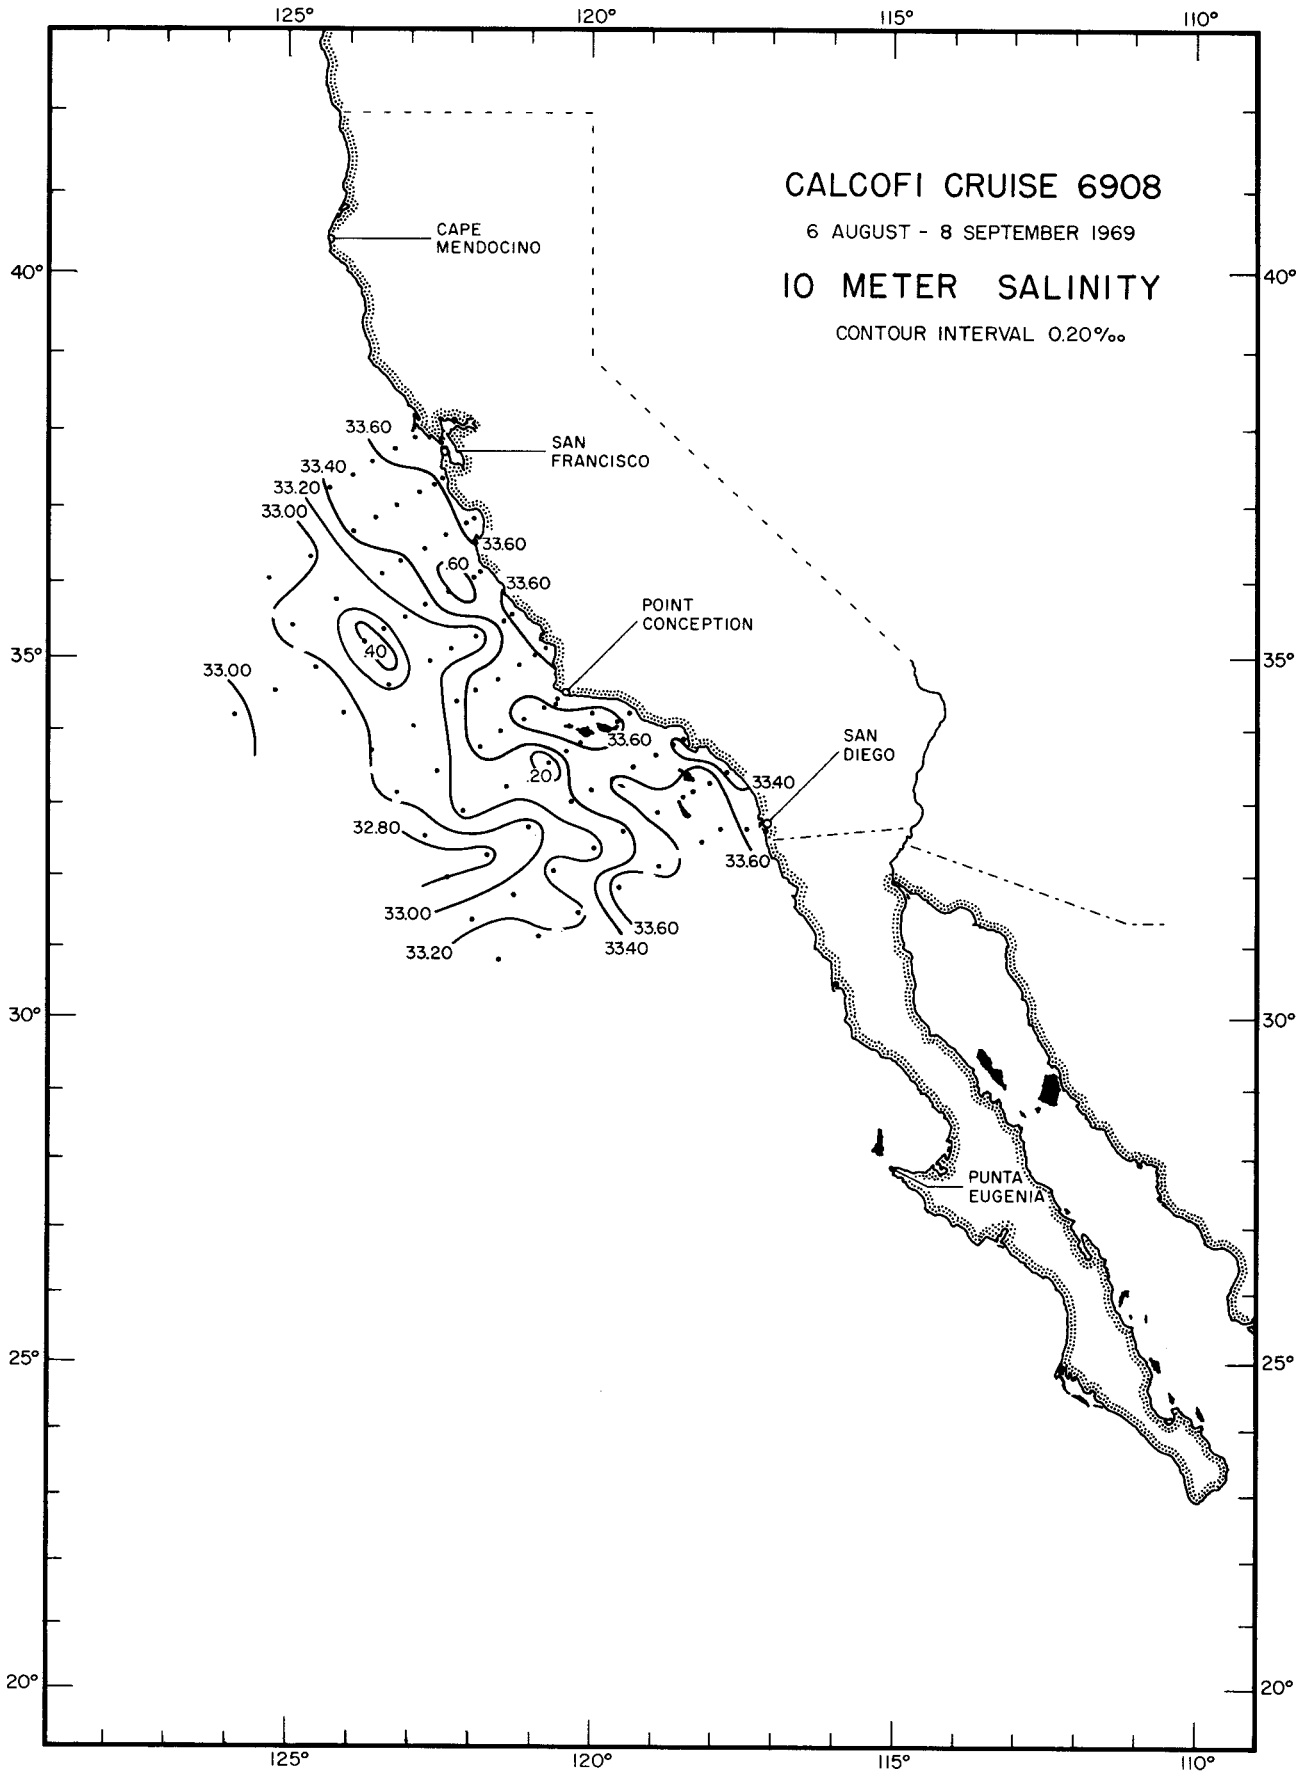 125°
120°
115°
110°
CALCOFI CRUISE 6908
6 AUGUST - 8 SEPTEMBER 1969
10 METER SALINITY
CONTOUR INTERVAL 0.20‰
CAPE
MENDOCINO
40°
40°
33.60
SAN
FRANCISCO
33.40
33.20
33.00
33.60
.60
33.60
POINT
CONCEPTION
.40
35°
35°
33.00
33.60
SAN
DIEGO
.20
33.40
32.80
33.60
33.00
33.60
33.20
33.40
30°
30°
PUNTA
EUGENIA
25°
25°
20°
20°
125°
120°
115°
110°